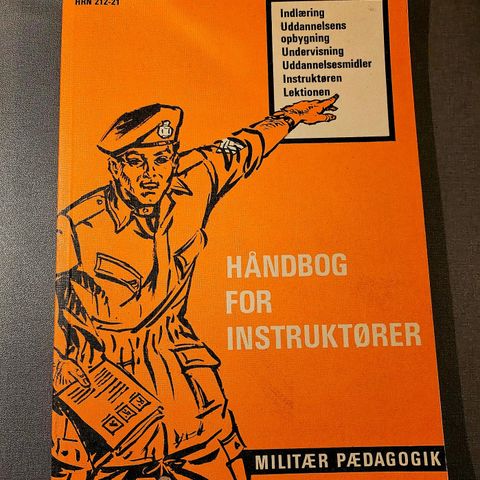 HRN 212-21
Indlæring
Uddannelsens
opbygning
Undervisning
Uddannelsesmidler
Instruktøren
Lektionen
HÅNDBOG
FOR
INSTRUKTØRER
MILITÆR PÆDAGOGIK